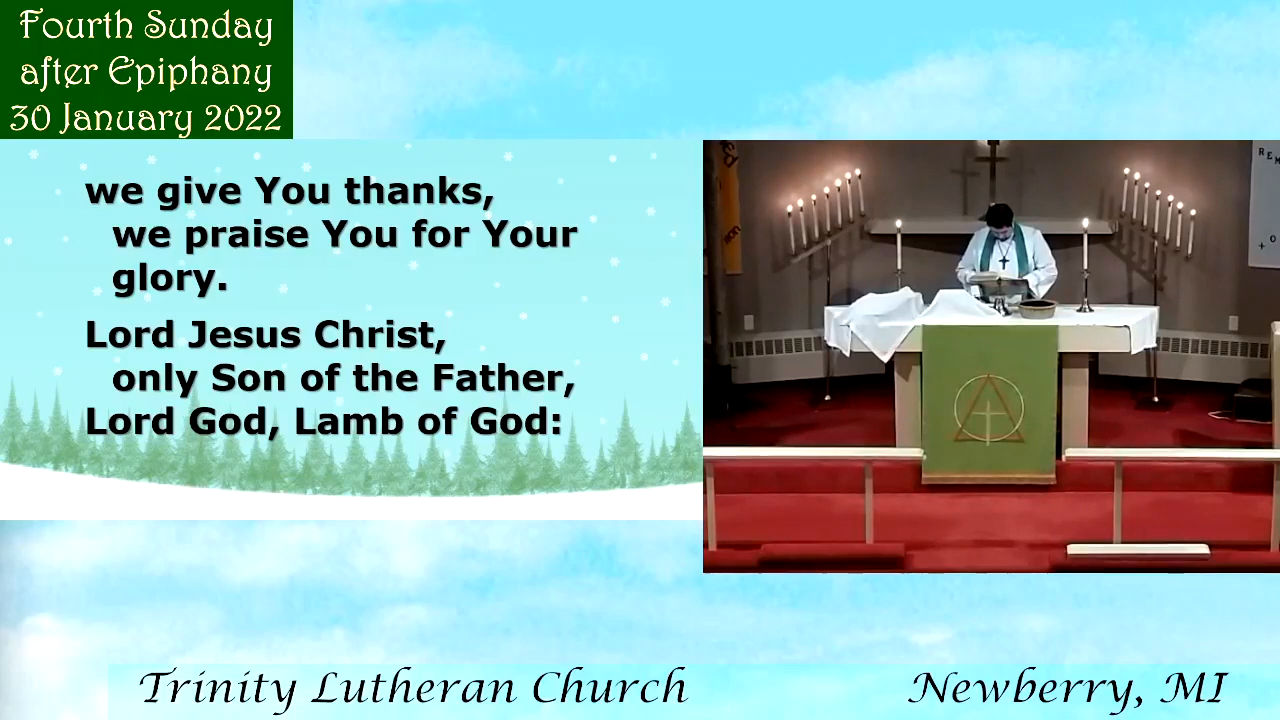 Fourth Sunday
after Epiphany
30 January 2022
we give You thanks,
we praise You for Your
glory.
Lord Jesus Christ,
only Son of the Father,
Lord God, Lamb of God:
REM
Trinity Lutheran Church
Newberry, MI